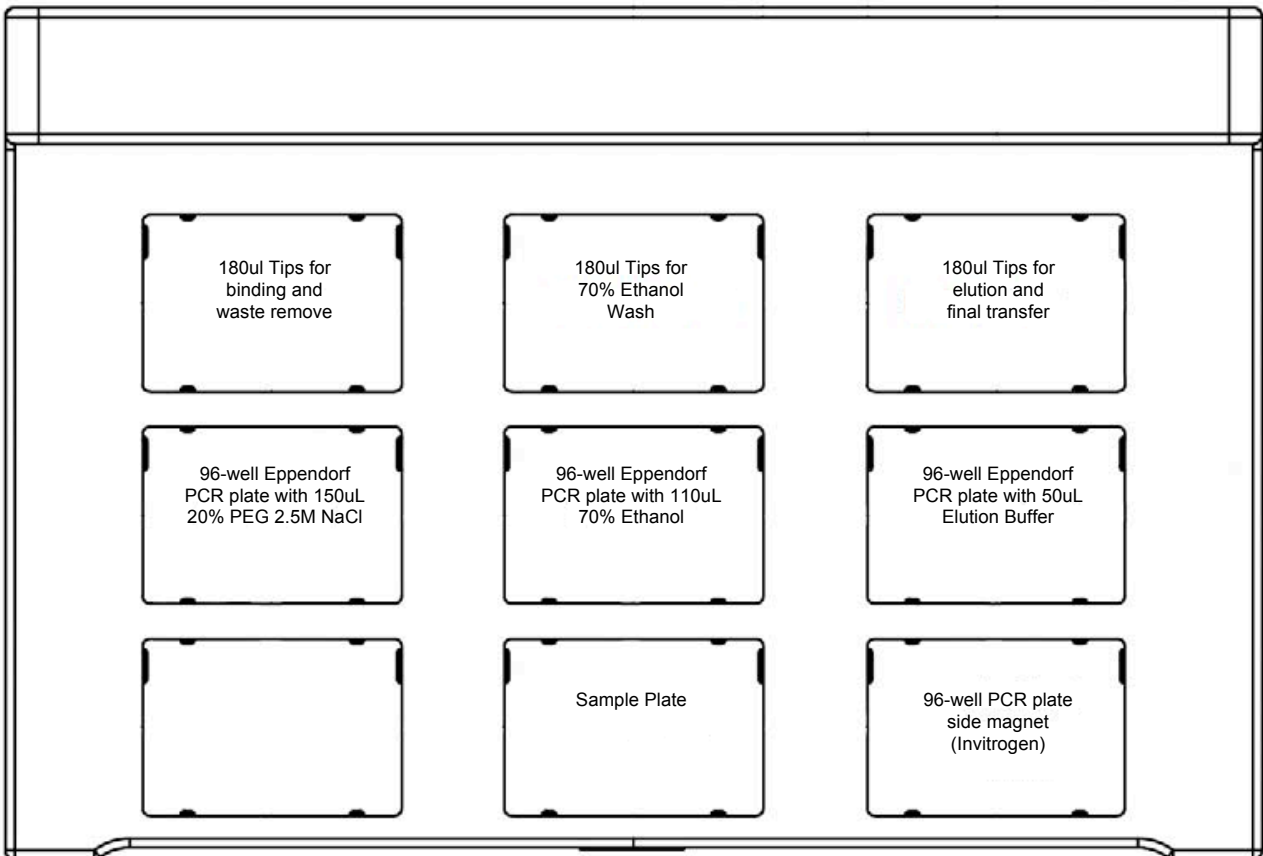 180ul Tips for
binding and
waste remove
180ul Tips for
70% Ethanol
Wash
180ul Tips for
elution and
final transfer
96-well Eppendorf
PCR plate with 150uL
20% PEG 2.5M NaCl
96-well Eppendorf
PCR plate with 110uL
70% Ethanol
96-well Eppendorf
PCR plate with 50uL
Elution Buffer
Sample Plate
96-well PCR plate
side magnet
(Invitrogen)